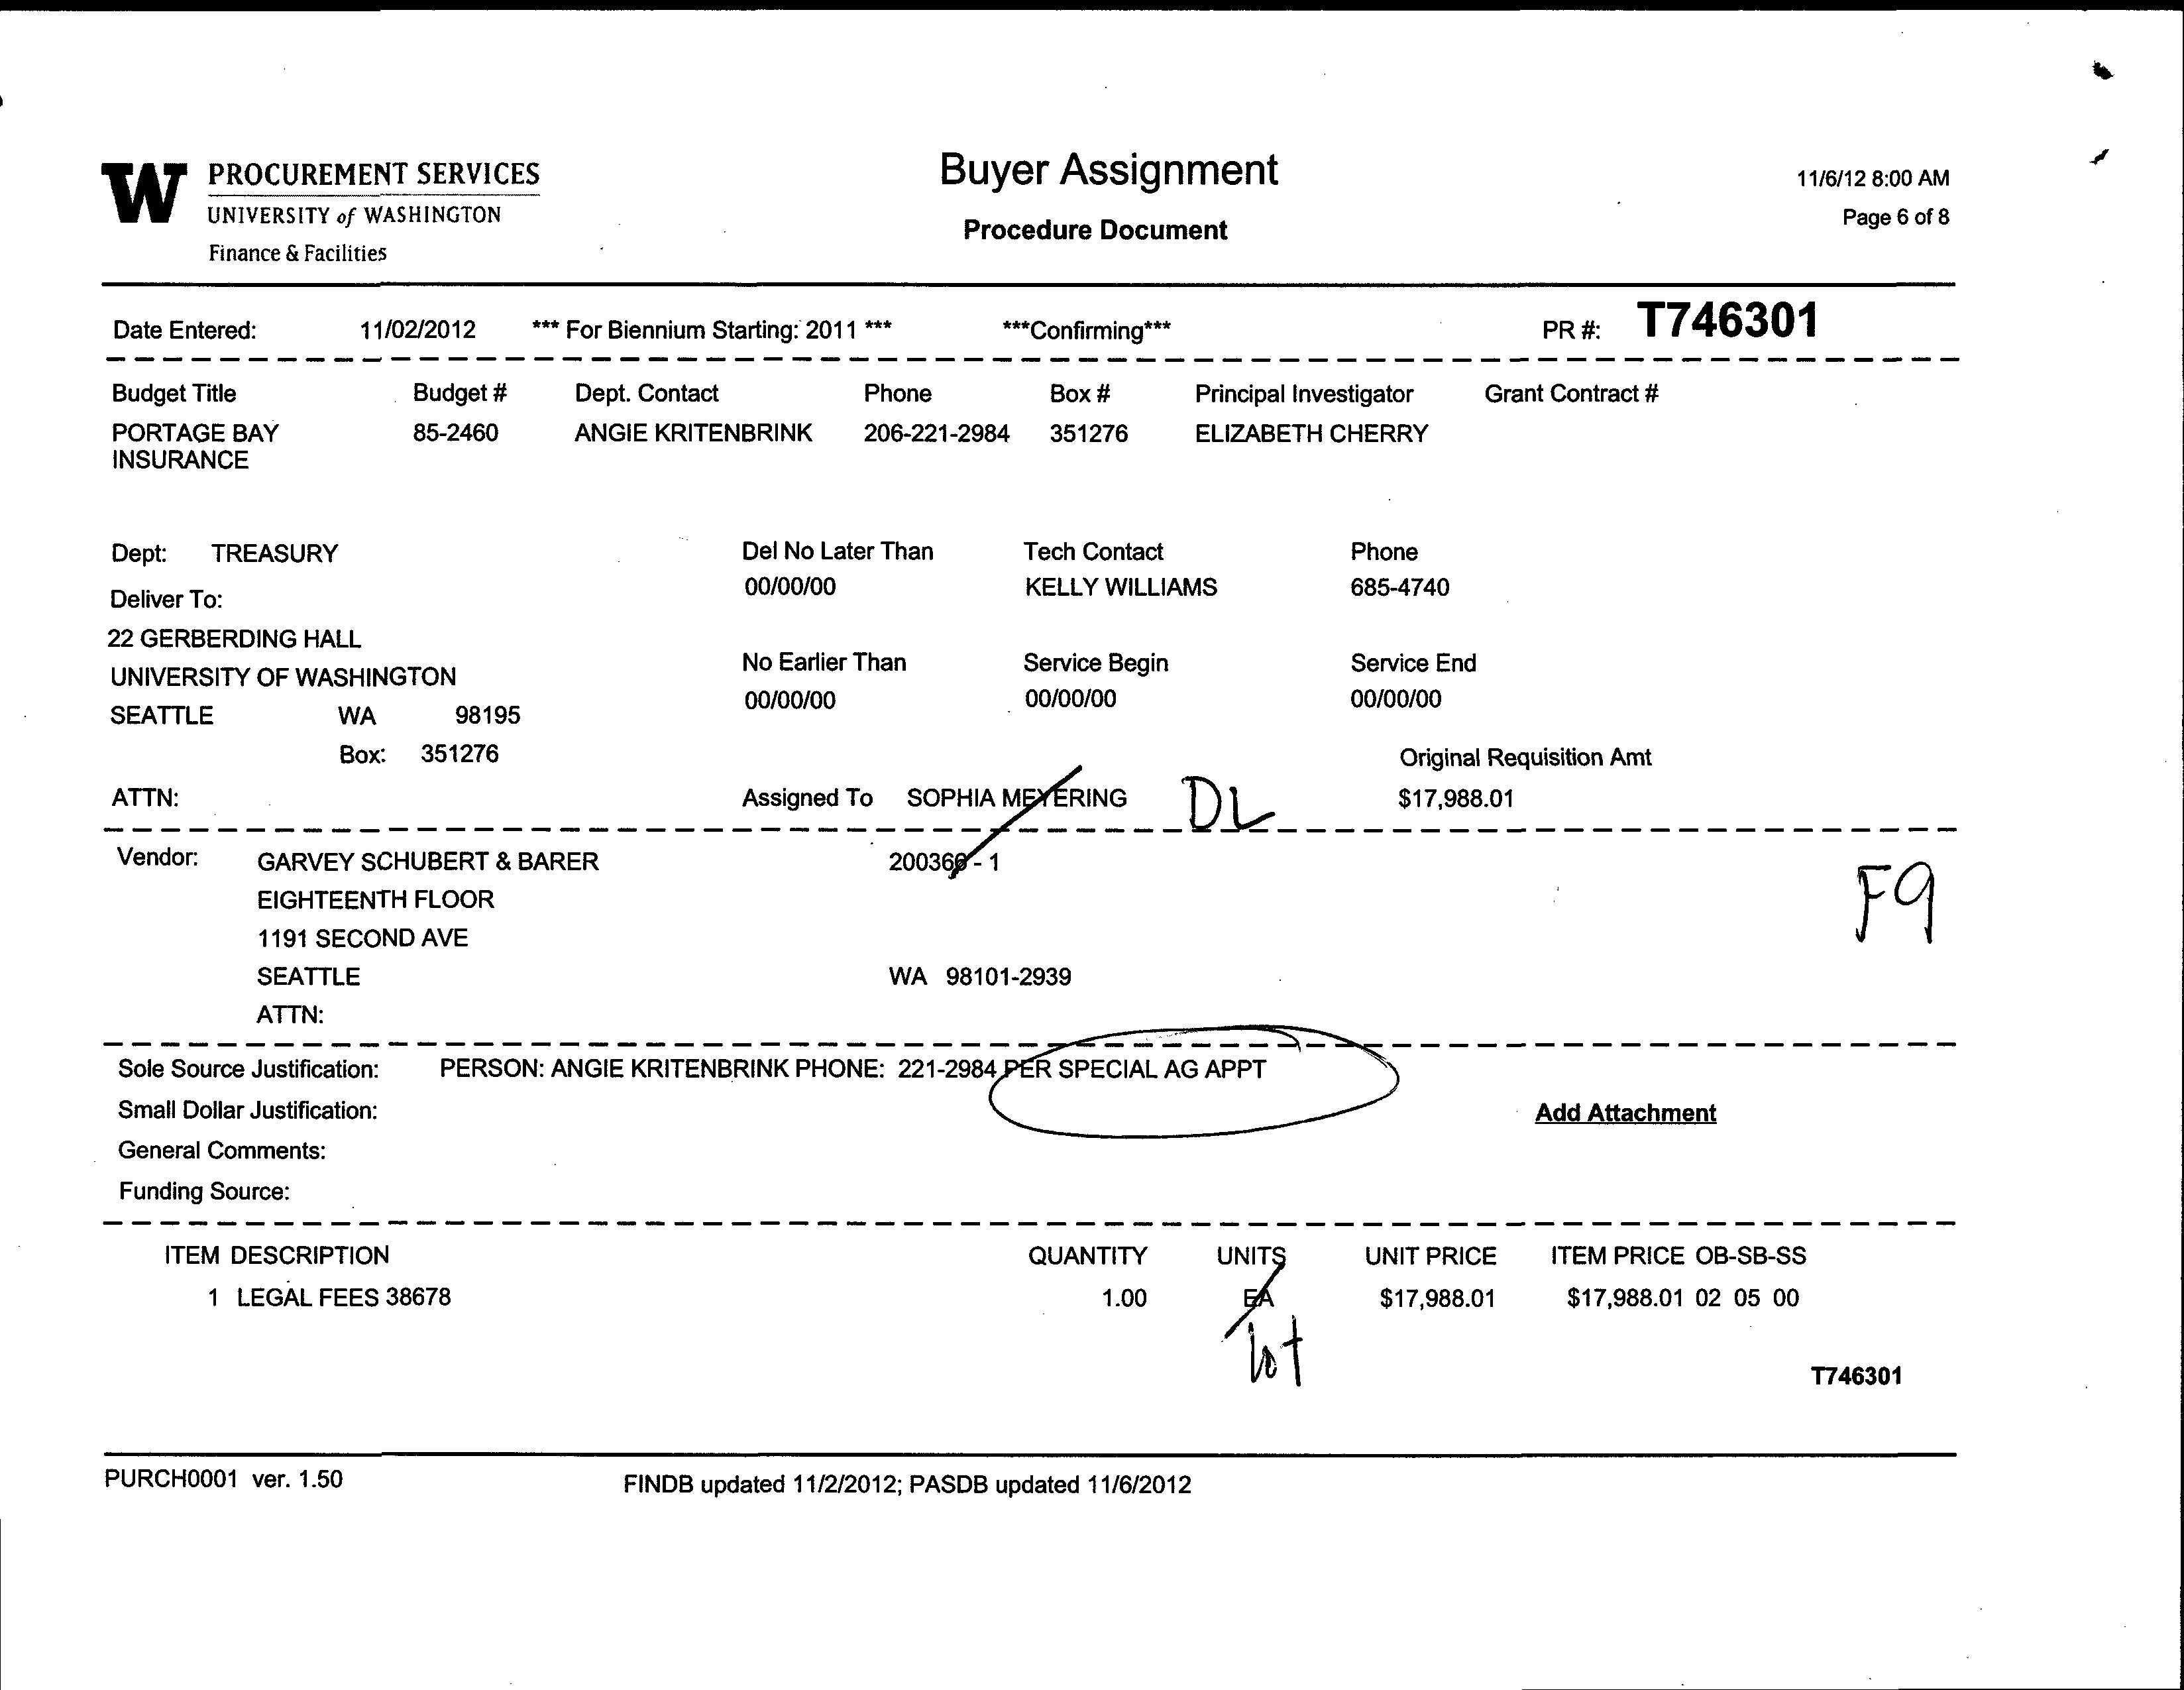 W PROCUREMENT SERVICES
UNIVERSITY of WASHINGTON
Finance & Facilities
Buyer Assignment
Procedure Document
11/6/12 8:00 AM
Page 6 of 8
Date Entered: 11/02/2012 *** For Biennium Starting: 2011 *** ***Confirming*** PR #: T746301
Budget Title Budget # Dept. Contact Phone Box # Principal Investigator Grant Contract #
PORTAGE BAY 85-2460 ANGIE KRITENBRINK 206-221-2984 351276 ELIZABETH CHERRY
INSURANCE
Dept: TREASURY Del No Later Than Tech Contact Phone
00/00/00 KELLY WILLIAMS 685-4740
Deliver To:
22 GERBERDING HALL
No Earlier Than Service Begin Service End
UNIVERSITY OF WASHINGTON
00/00/00 00/00/00 00/00/00
SEATTLE WA 98195
Box: 351276 Original Requisition Amt
ATTN: Assigned To SOPHIA MEYERING DL $17,988.01
Vendor: GARVEY SCHUBERT & BARER 200366 - 1
EIGHTEENTH FLOOR F9
1191 SECOND AVE
SEATTLE WA 98101-2939
ATTN:
Sole Source Justification: PERSON: ANGIE KRITENBRINK PHONE: 221-2984 PER SPECIAL AG APPT
Small Dollar Justification: Add Attachment
General Comments:
Funding Source:
ITEM DESCRIPTION QUANTITY UNITS UNIT PRICE ITEM PRICE OB-SB-SS
1 LEGAL FEES 38678 1.00 EA $17,988.01 $17,988.01 02 05 00
lot
T746301
PURCH0001 ver. 1.50 FINDB updated 11/2/2012; PASDB updated 11/6/2012